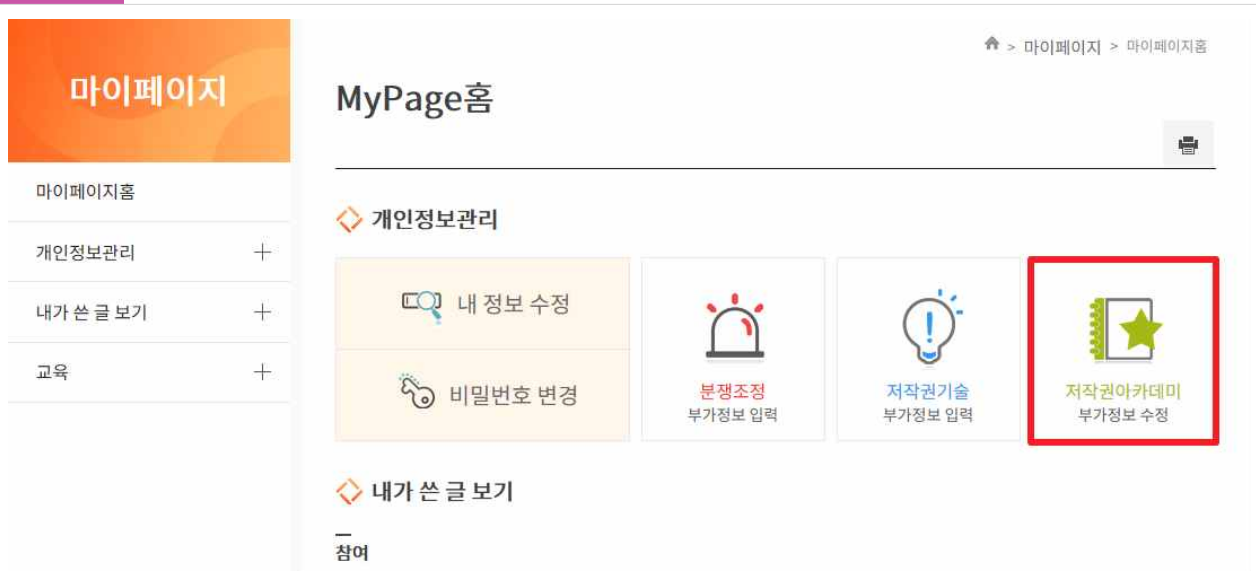 > 마이페이지 > 마이페이지홈
마이페이지
MyPage홈
마이페이지홈
개인정보관리
내가 쓴 글 보기
교육
개인정보관리
내 정보 수정
비밀번호 변경
분쟁조정
부가정보 입력
저작권기술
부가정보 입력
저작권아카데미
부가정보 수정
내가 쓴 글 보기
참여